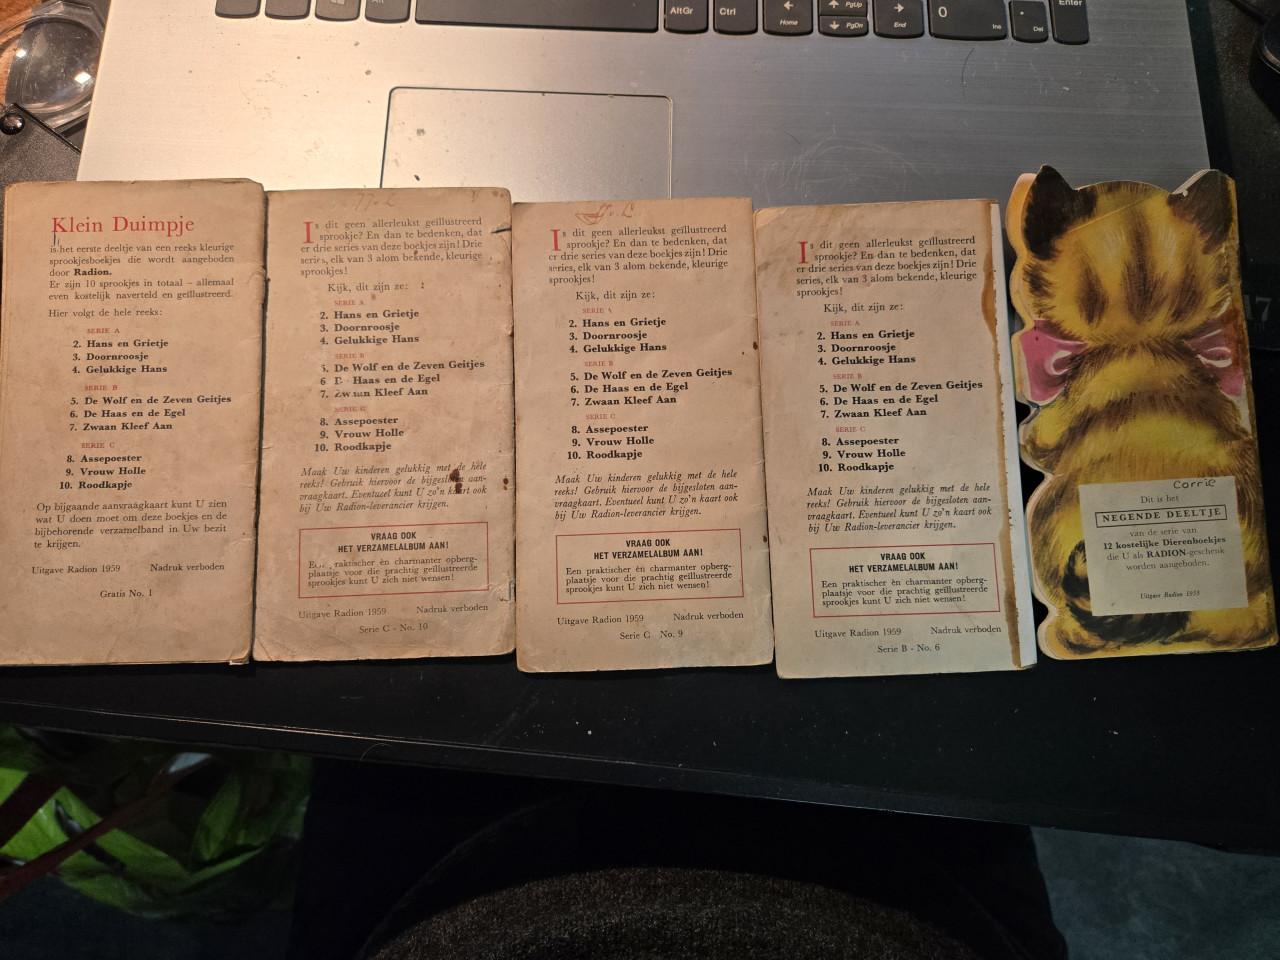 Alt
AltGr
Ctrl
Home
PgUp
PgDn
End
0
Ins
.
Del
Enter
Klein Duimpje
is het eerste deeltje van een reeks kleurige
sprookjesboekjes die wordt aangeboden
door Radion.
Er zijn 10 sprookjes in totaal – allemaal
even kostelijk naverteld en geïllustreerd.
Hier volgt de hele reeks:
SERIE A
2. Hans en Grietje
3. Doornroosje
4. Gelukkige Hans
SERIE B
5. De Wolf en de Zeven Geitjes
6. De Haas en de Egel
7. Zwaan Kleef Aan
SERIE C
8. Assepoester
9. Vrouw Holle
10. Roodkapje
Op bijgaande aanvraagkaart kunt U zien
wat U doen moet om deze boekjes en de
bijbehorende verzamelband in Uw bezit
te krijgen.
Uitgave Radion 1959 Nadruk verboden
Gratis No. 1
Is dit geen allerleukst geïllustreerd
sprookje? En dan te bedenken, dat
er drie series van deze boekjes zijn! Drie
series, elk van 3 alom bekende, kleurige
sprookjes!
Kijk, dit zijn ze:
SERIE A
2. Hans en Grietje
3. Doornroosje
4. Gelukkige Hans
SERIE B
5. De Wolf en de Zeven Geitjes
6 Haas en de Egel
7. Zwaan Kleef Aan
SERIE C
8. Assepoester
9. Vrouw Holle
10. Roodkapje
Maak Uw kinderen gelukkig met de hele
reeks! Gebruik hiervoor de bijgesloten aan-
vraagkaart. Eventueel kunt U zo'n kaart ook
bij Uw Radion-leverancier krijgen.
VRAAG OOK
HET VERZAMELALBUM AAN!
praktischer èn charmanter opberg-
plaatsje voor die prachtig geïllustreerde
sprookjes kunt U zich niet wensen!
Uitgave Radion 1959 Nadruk verboden
Serie C - No. 10
Is dit geen allerleukst geïllustreerd
sprookje? En dan te bedenken, dat
er drie series van deze boekjes zijn! Drie
series, elk van 3 alom bekende, kleurige
sprookjes!
Kijk, dit zijn ze:
SERIE A
2. Hans en Grietje
3. Doornroosje
4. Gelukkige Hans
SERIE B
5. De Wolf en de Zeven Geitjes
6. De Haas en de Egel
7. Zwaan Kleef Aan
SERIE C
8. Assepoester
9. Vrouw Holle
10. Roodkapje
Maak Uw kinderen gelukkig met de hele
reeks! Gebruik hiervoor de bijgesloten aan-
vraagkaart. Eventueel kunt U zo'n kaart ook
bij Uw Radion-leverancier krijgen.
VRAAG OOK
HET VERZAMELALBUM AAN!
Een praktischer èn charmanter opberg-
plaatsje voor die prachtig geïllustreerde
sprookjes kunt U zich niet wensen!
Uitgave Radion 1959 Nadruk verboden
Serie C No. 9
Is dit geen allerleukst geïllustreerd
sprookje? En dan te bedenken, dat
er drie series van deze boekjes zijn! Drie
series, elk van 3 alom bekende, kleurige
sprookjes!
Kijk, dit zijn ze:
SERIE A
2. Hans en Grietje
3. Doornroosje
4. Gelukkige Hans
SERIE B
5. De Wolf en de Zeven Geitjes
6. De Haas en de Egel
7. Zwaan Kleef Aan
SERIE C
8. Assepoester
9. Vrouw Holle
10. Roodkapje
Maak Uw kinderen gelukkig met de hele
reeks! Gebruik hiervoor de bijgesloten aan-
vraagkaart. Eventueel kunt U zo'n kaart ook
bij Uw Radion-leverancier krijgen.
VRAAG OOK
HET VERZAMELALBUM AAN!
Een praktischer èn charmanter opberg-
plaatsje voor die prachtig geïllustreerde
sprookjes kunt U zich niet wensen!
Uitgave Radion 1959 Nadruk verboden
Serie B - No. 6
Corrie
Dit is het
NEGENDE DEELTJE
van de serie van
12 kostelijke Dierenboekjes
die U als RADION-geschenk
worden aangeboden.
Uitgave Radion 1959
17